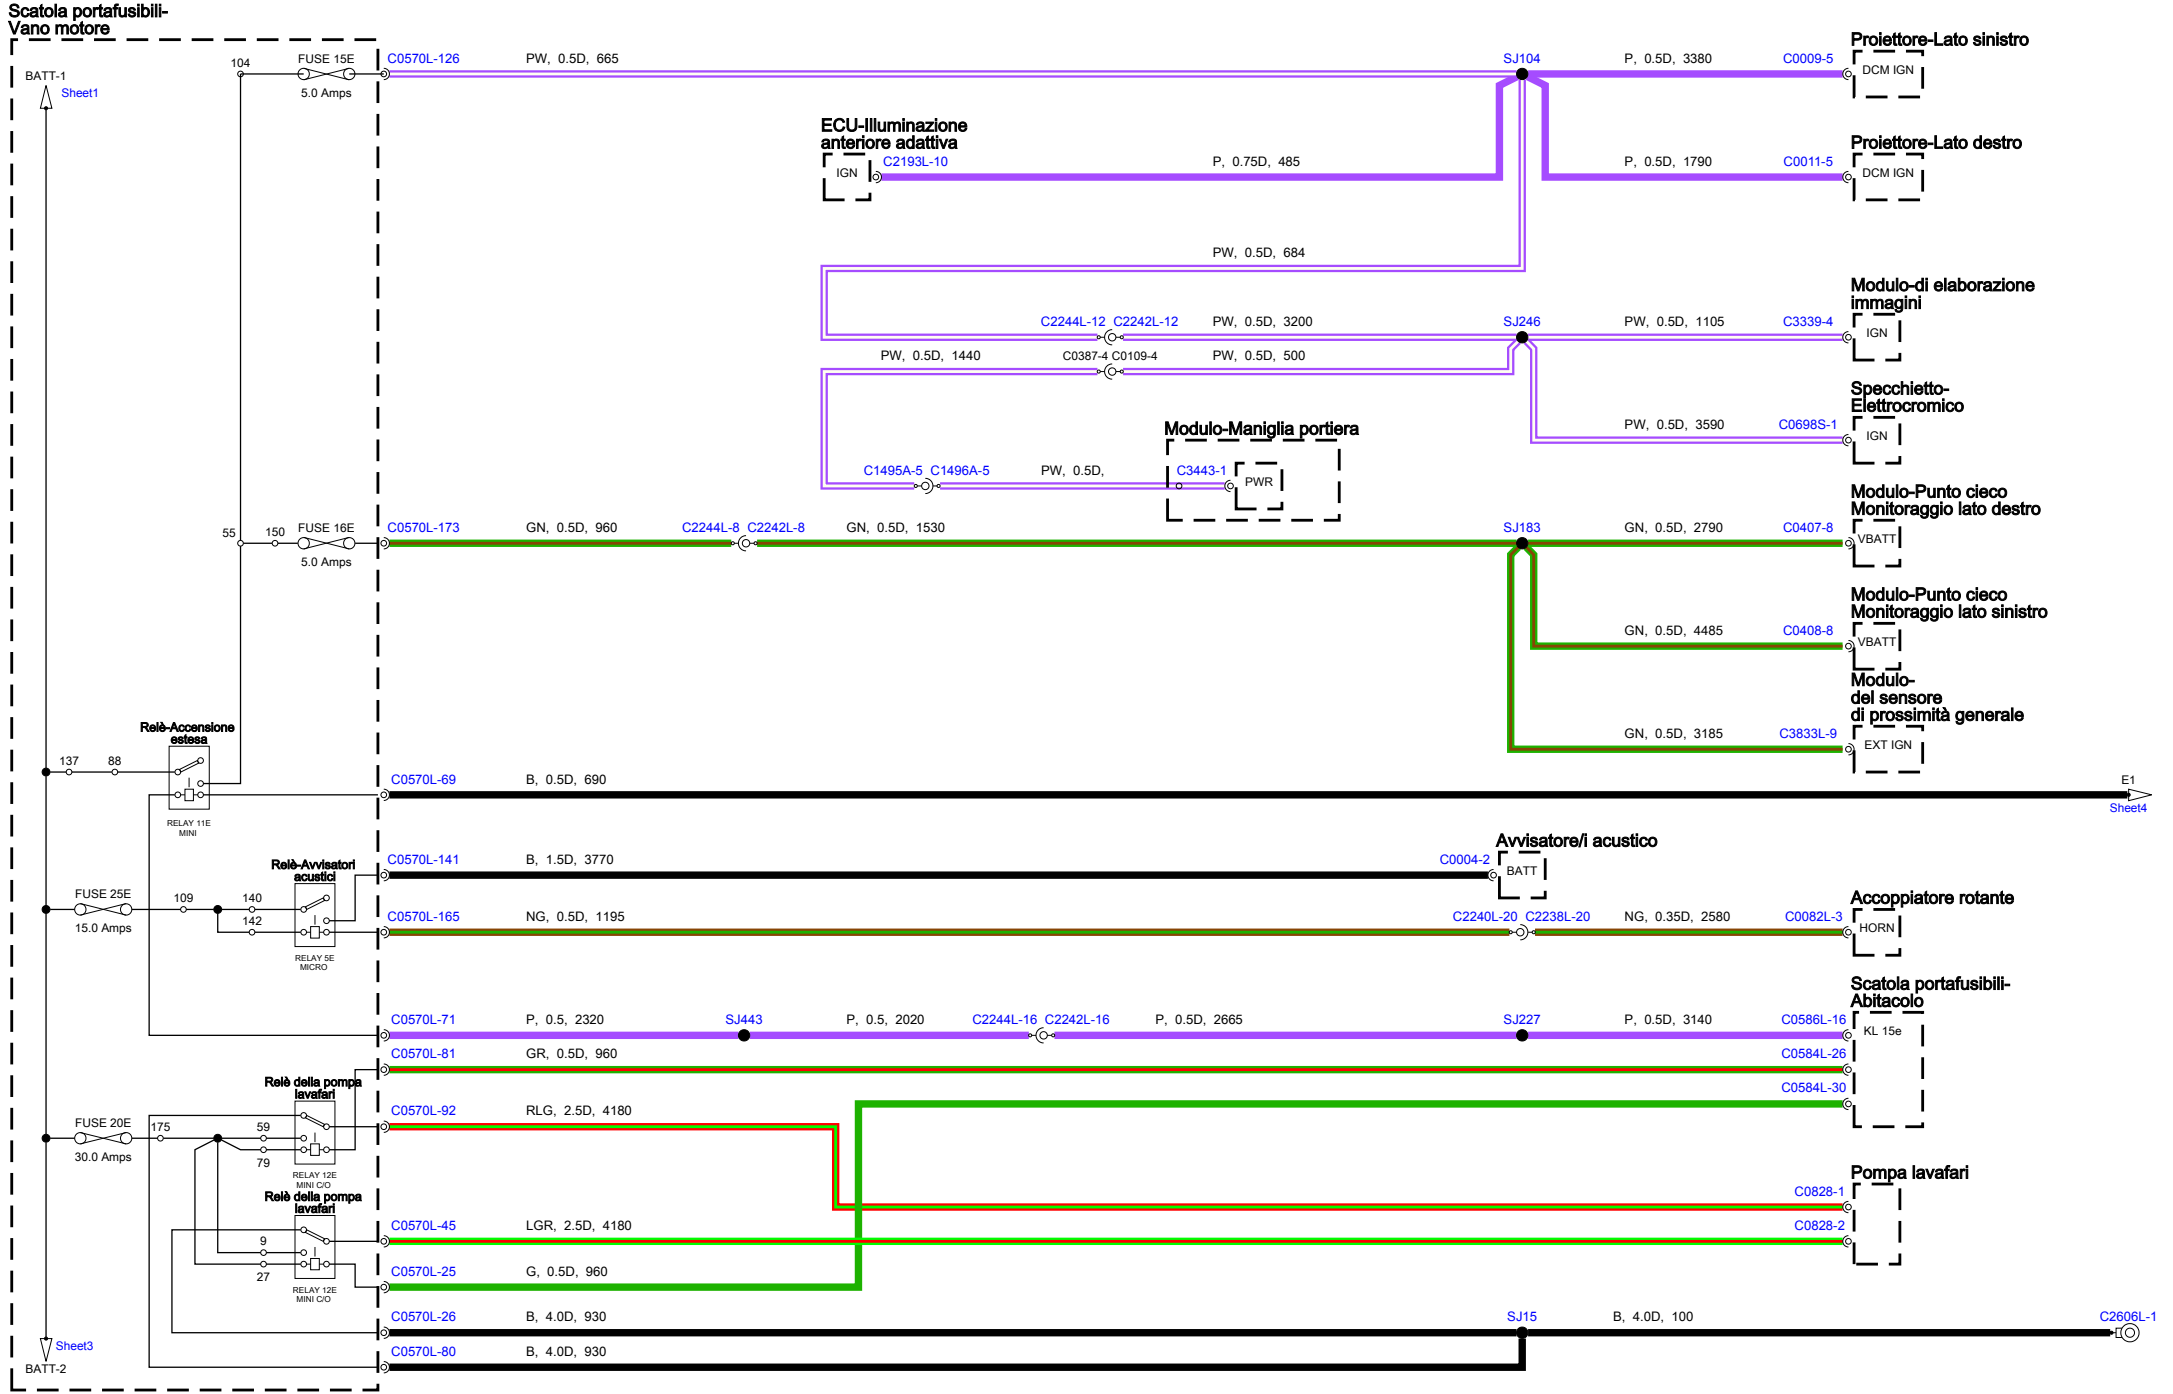 Scatola portafusibili-
Vano motore
BATT-1
Sheet1
104
FUSE 15E
5.0 Amps
C0570L-126
PW, 0.5D, 665
SJ104
P, 0.5D, 3380
C0009-5
Proiettore-Lato sinistro
DCM IGN
ECU-Illuminazione
anteriore adattiva
IGN
C2193L-10
P, 0.75D, 485
P, 0.5D, 1790
C0011-5
Proiettore-Lato destro
DCM IGN
PW, 0.5D, 684
C2244L-12 C2242L-12
PW, 0.5D, 3200
SJ246
PW, 0.5D, 1105
C3339-4
Modulo-di elaborazione
immagini
IGN
PW, 0.5D, 1440
C0387-4 C0109-4
PW, 0.5D, 500
Specchietto-
Elettrocromico
PW, 0.5D, 3590
C0698S-1
IGN
Modulo-Maniglia portiera
C1495A-5 C1496A-5
PW, 0.5D,
C3443-1
PWR
55
150
FUSE 16E
5.0 Amps
C0570L-173
GN, 0.5D, 960
C2244L-8 C2242L-8
GN, 0.5D, 1530
SJ183
GN, 0.5D, 2790
C0407-8
Modulo-Punto cieco
Monitoraggio lato destro
VBATT
Modulo-Punto cieco
Monitoraggio lato sinistro
GN, 0.5D, 4485
C0408-8
VBATT
Modulo-
del sensore
di prossimità generale
GN, 0.5D, 3185
C3833L-9
EXT IGN
Relè-Accensione
estesa
137
88
RELAY 11E
MINI
C0570L-69
B, 0.5D, 690
E1
Sheet4
Relè-Avvisatori
acustici
C0570L-141
B, 1.5D, 3770
C0004-2
Avvisatore/i acustico
BATT
FUSE 25E
15.0 Amps
109
140
142
RELAY 5E
MICRO
C0570L-165
NG, 0.5D, 1195
C2240L-20 C2238L-20
NG, 0.35D, 2580
C0082L-3
Accoppiatore rotante
HORN
Scatola portafusibili-
Abitacolo
C0570L-71
P, 0.5, 2320
SJ443
P, 0.5, 2020
C2244L-16 C2242L-16
P, 0.5D, 2665
SJ227
P, 0.5D, 3140
C0586L-16
KL 15e
C0570L-81
GR, 0.5D, 960
C0584L-26
C0584L-30
Relè della pompa
lavafari
C0570L-92
RLG, 2.5D, 4180
FUSE 20E
30.0 Amps
175
59
79
RELAY 12E
MINI C/O
Pompa lavafari
C0828-1
C0828-2
Relè della pompa
lavafari
C0570L-45
LGR, 2.5D, 4180
9
27
RELAY 12E
MINI C/O
C0570L-25
G, 0.5D, 960
C0570L-26
B, 4.0D, 930
SJ15
B, 4.0D, 100
C2606L-1
Sheet3
BATT-2
C0570L-80
B, 4.0D, 930